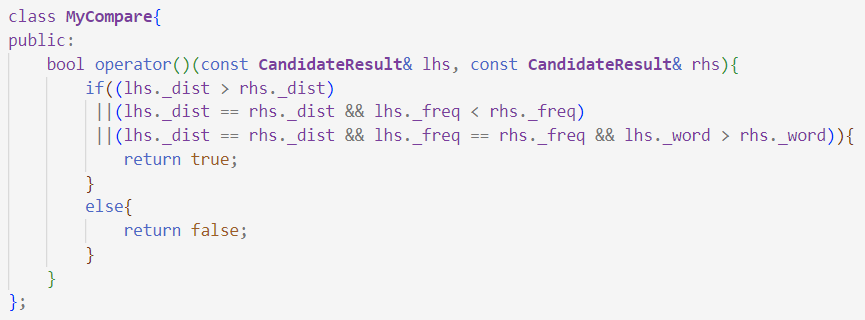 class MyCompare{
public:
    bool operator()(const CandidateResult& lhs, const CandidateResult& rhs){
        if((lhs._dist > rhs._dist)
         ||(lhs._dist == rhs._dist && lhs._freq < rhs._freq)
         ||(lhs._dist == rhs._dist && lhs._freq == rhs._freq && lhs._word > rhs._word)){
            return true;
        }
        else{
            return false;
        }
    }
};